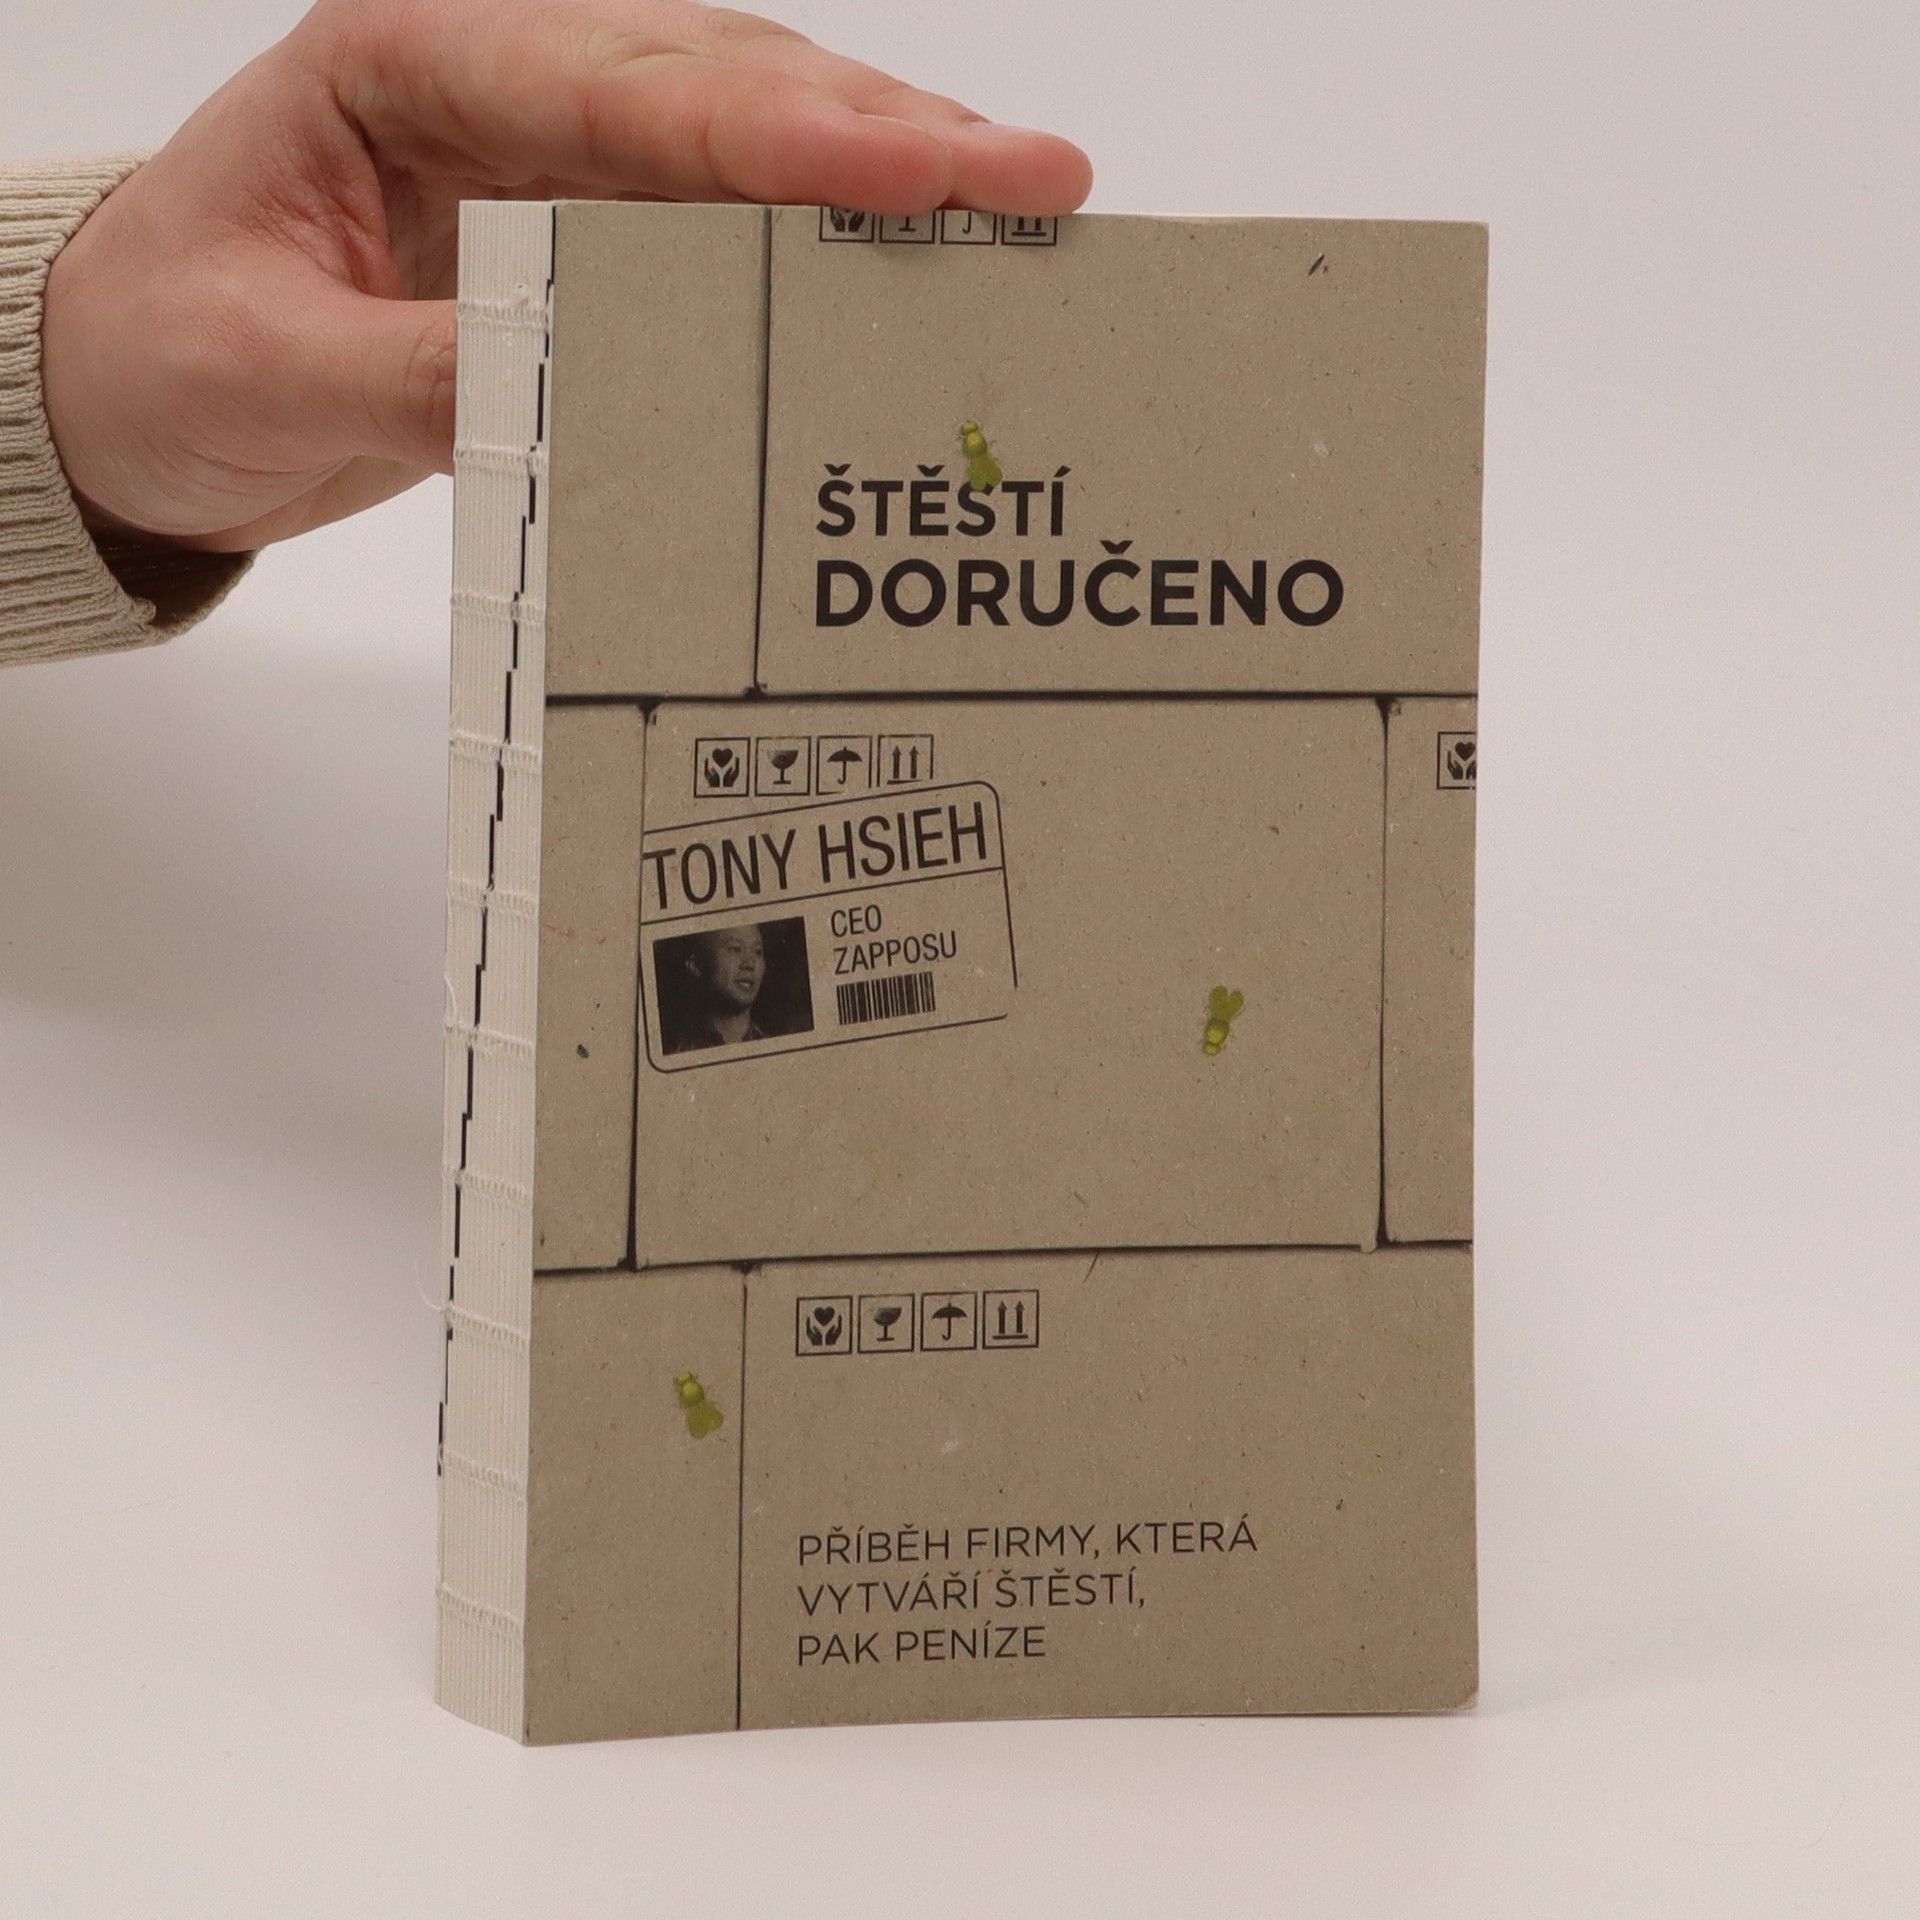 ŠTĚSTÍ
DORUČENO
TONY HSIEH
CEO
ZAPPOSU
PŘÍBĚH FIRMY, KTERÁ
VYTVÁŘÍ ŠTĚSTÍ,
PAK PENÍZE